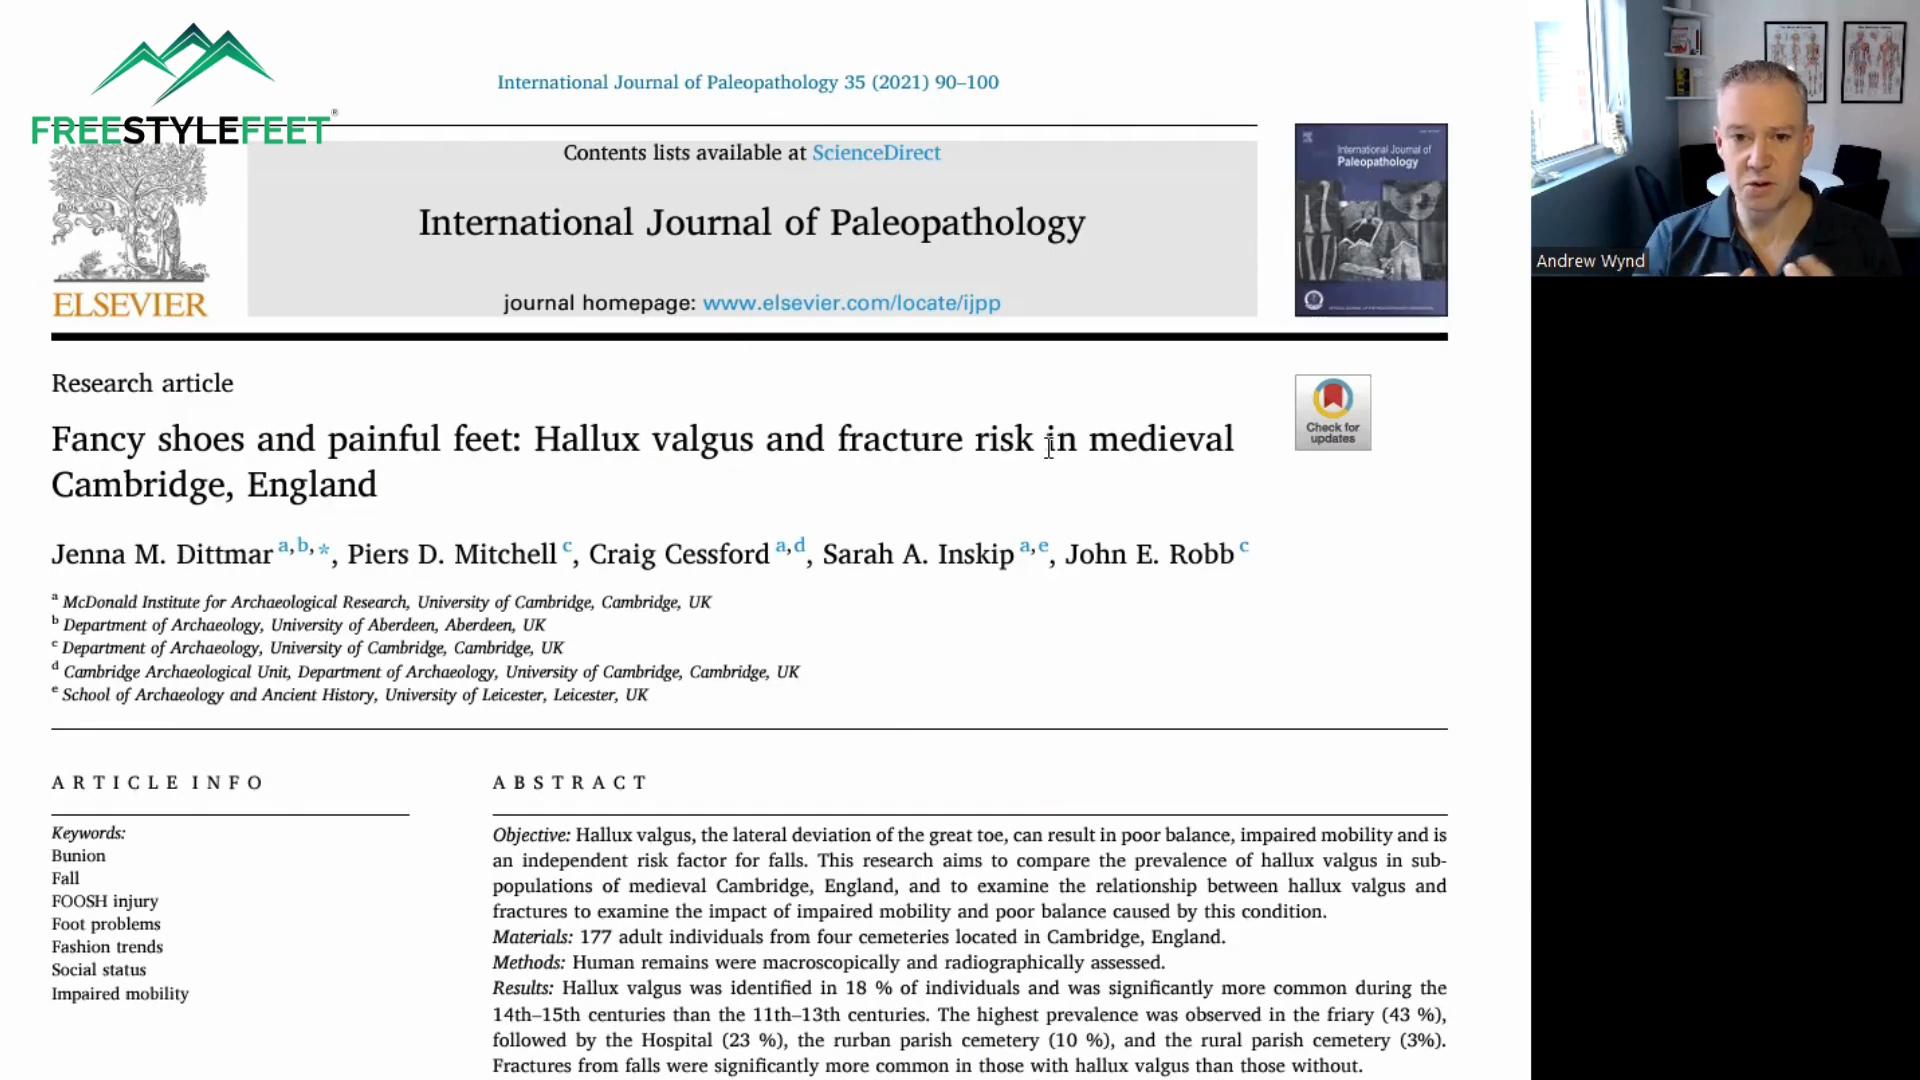 FREESTYLEFEET®
International Journal of Paleopathology 35 (2021) 90–100
Contents lists available at ScienceDirect
International Journal of Paleopathology
journal homepage: www.elsevier.com/locate/ijpp
ELSEVIER
International Journal of
Paleopathology
Andrew Wynd
Research article
Check for
updates
Fancy shoes and painful feet: Hallux valgus and fracture risk in medieval
Cambridge, England
Jenna M. Dittmar a,b,*, Piers D. Mitchell c, Craig Cessford a,d, Sarah A. Inskip a,e, John E. Robb c
a McDonald Institute for Archaeological Research, University of Cambridge, Cambridge, UK
b Department of Archaeology, University of Aberdeen, Aberdeen, UK
c Department of Archaeology, University of Cambridge, Cambridge, UK
d Cambridge Archaeological Unit, Department of Archaeology, University of Cambridge, Cambridge, UK
e School of Archaeology and Ancient History, University of Leicester, Leicester, UK
ARTICLE INFO
Keywords:
Bunion
Fall
FOOSH injury
Foot problems
Fashion trends
Social status
Impaired mobility
ABSTRACT
Objective: Hallux valgus, the lateral deviation of the great toe, can result in poor balance, impaired mobility and is
an independent risk factor for falls. This research aims to compare the prevalence of hallux valgus in sub-
populations of medieval Cambridge, England, and to examine the relationship between hallux valgus and
fractures to examine the impact of impaired mobility and poor balance caused by this condition.
Materials: 177 adult individuals from four cemeteries located in Cambridge, England.
Methods: Human remains were macroscopically and radiographically assessed.
Results: Hallux valgus was identified in 18 % of individuals and was significantly more common during the
14th–15th centuries than the 11th–13th centuries. The highest prevalence was observed in the friary (43 %),
followed by the Hospital (23 %), the rurban parish cemetery (10 %), and the rural parish cemetery (3%).
Fractures from falls were significantly more common in those with hallux valgus than those without.